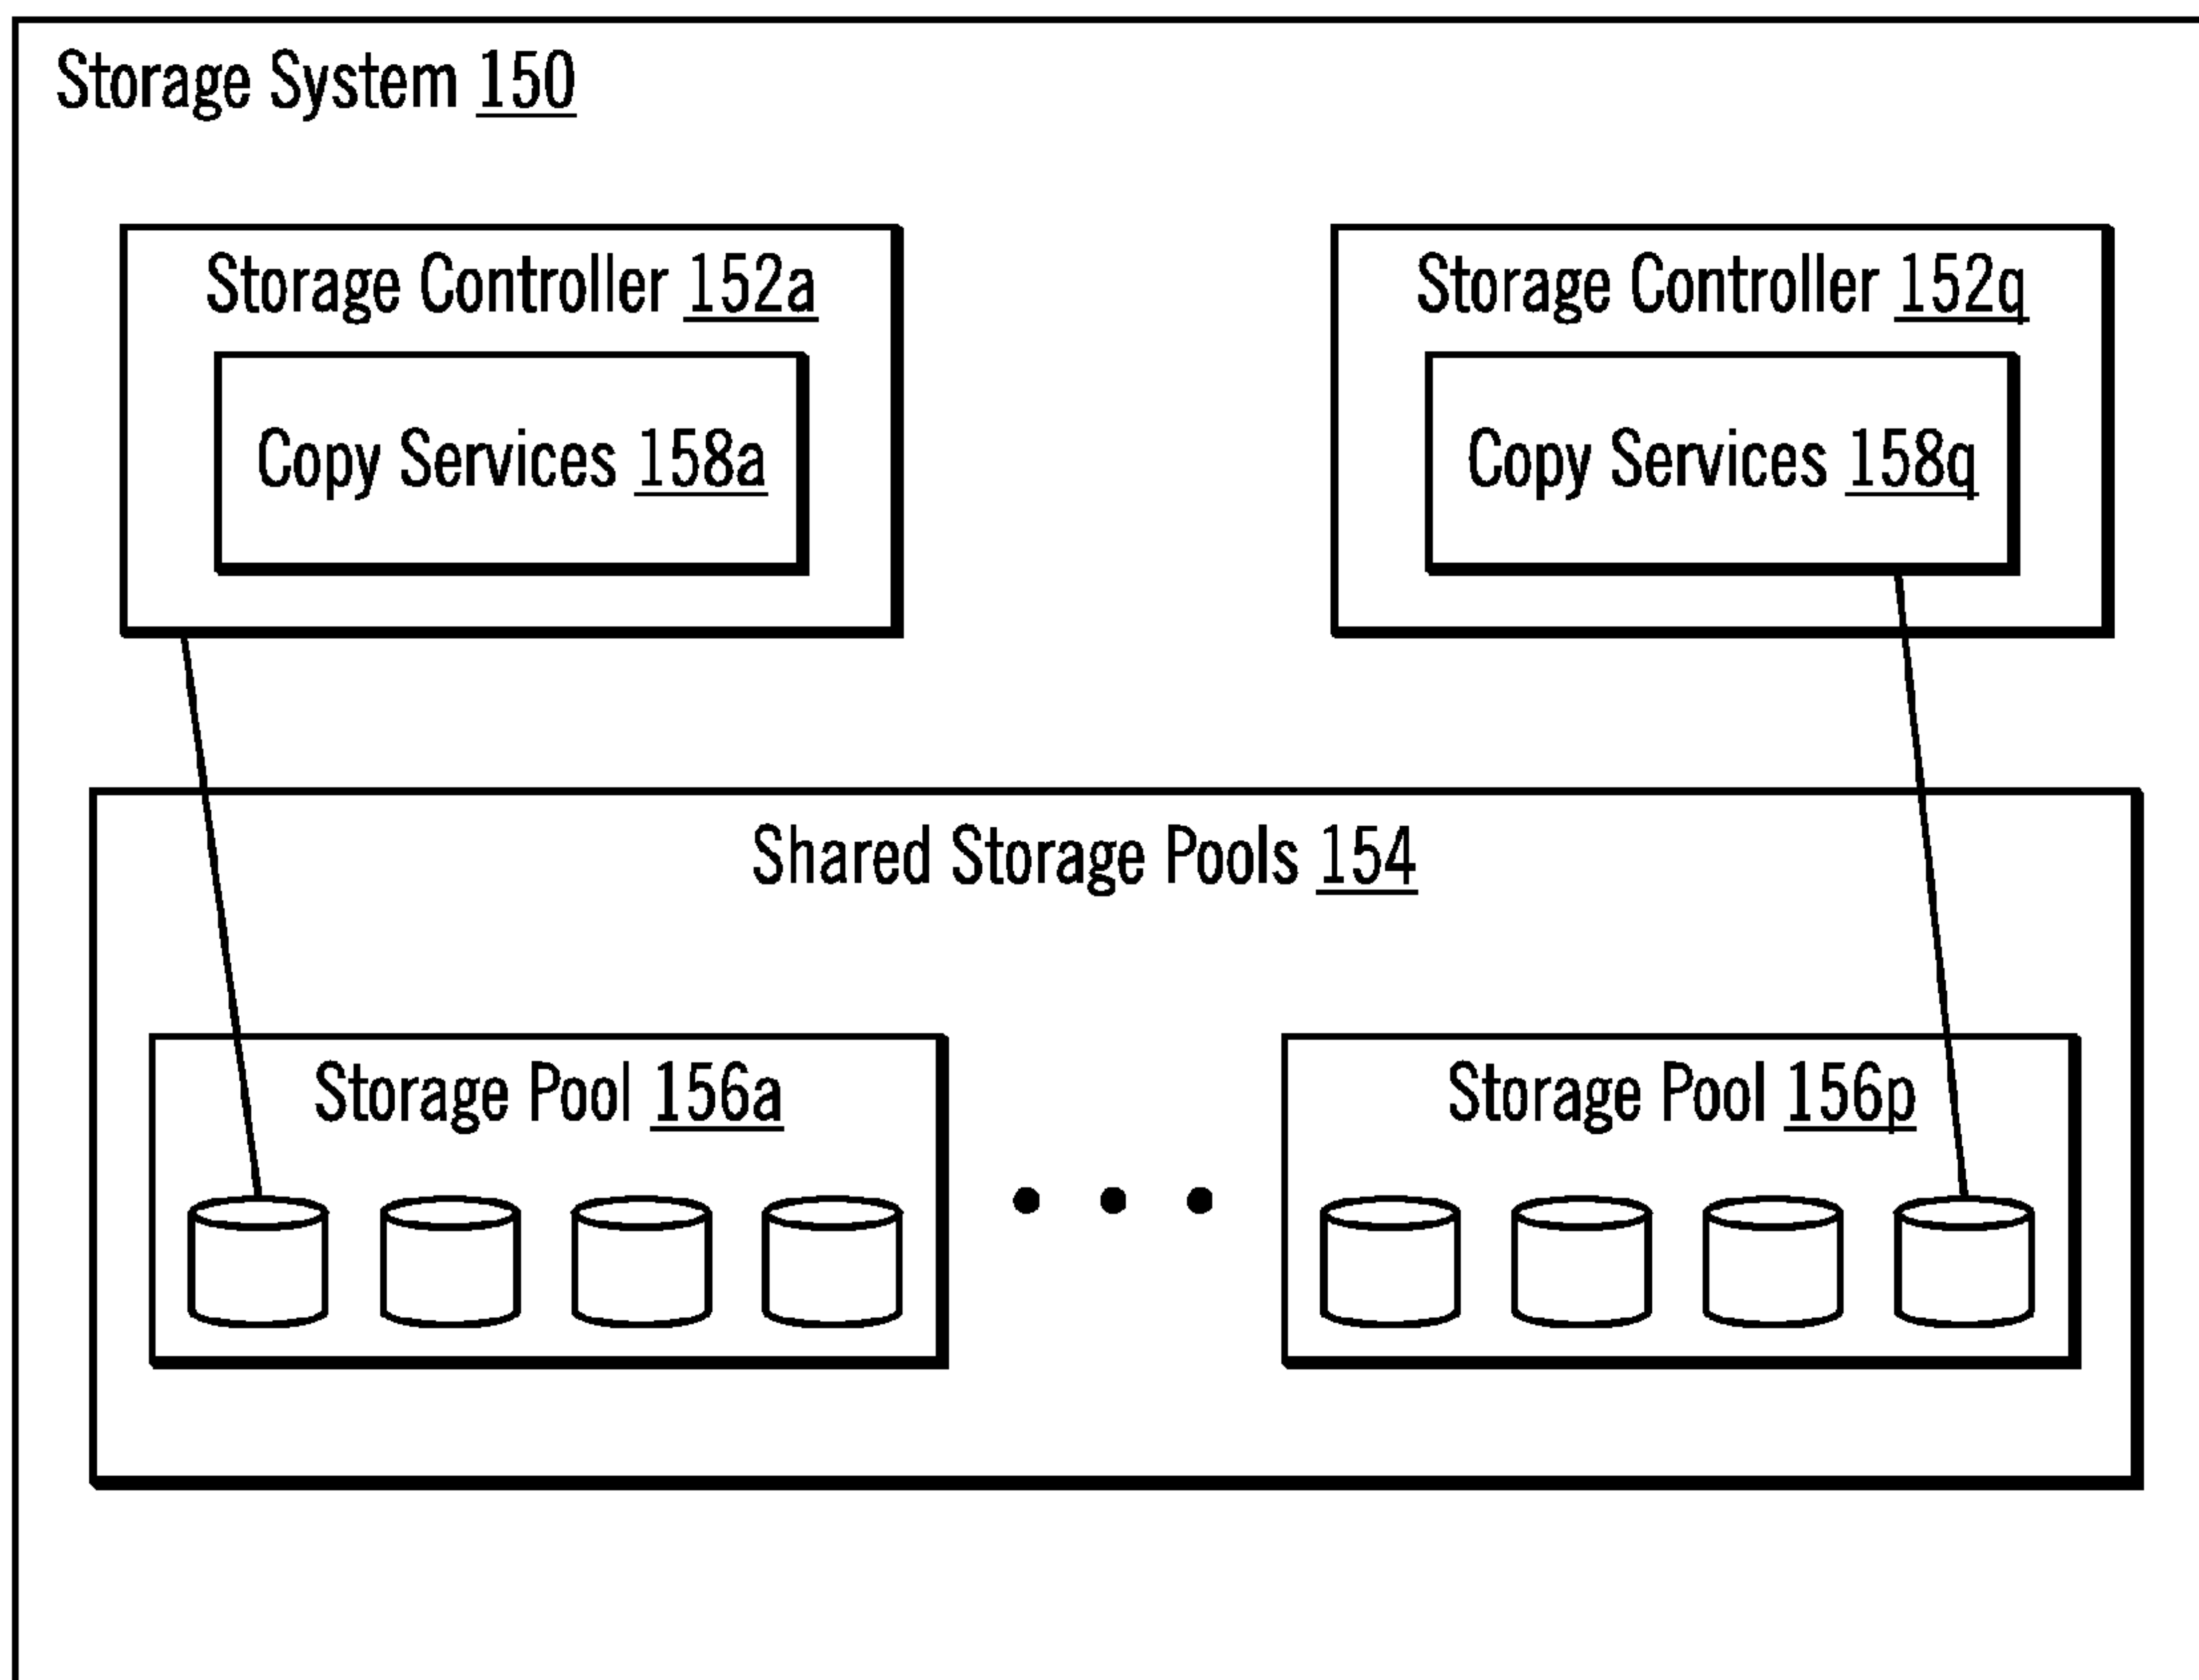 Storage System 150
Storage Controller 152a
Storage Controller 152q
Copy Services 158a
Copy Services 158q
Shared Storage Pools 154
Storage Pool 156a
Storage Pool 156p